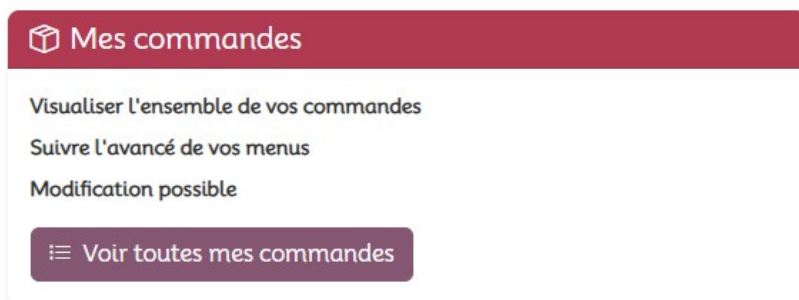 Mes commandes
Visualiser l'ensemble de vos commandes
Suivre l'avancé de vos menus
Modification possible
Voir toutes mes commandes